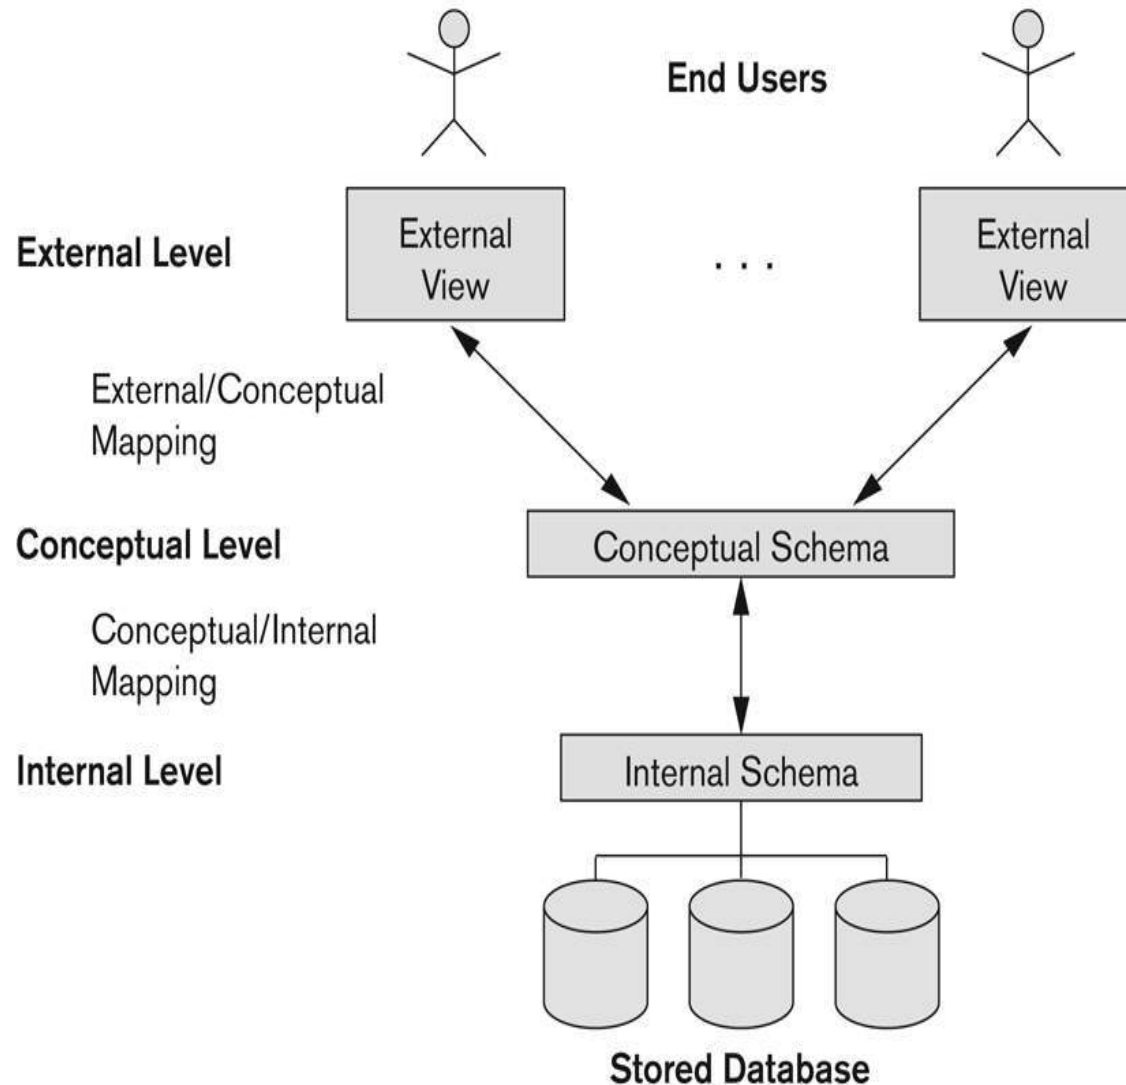 End Users
External Level
External
View
. . .
External
View
External/Conceptual
Mapping
Conceptual Level
Conceptual Schema
Conceptual/Internal
Mapping
Internal Level
Internal Schema
Stored Database